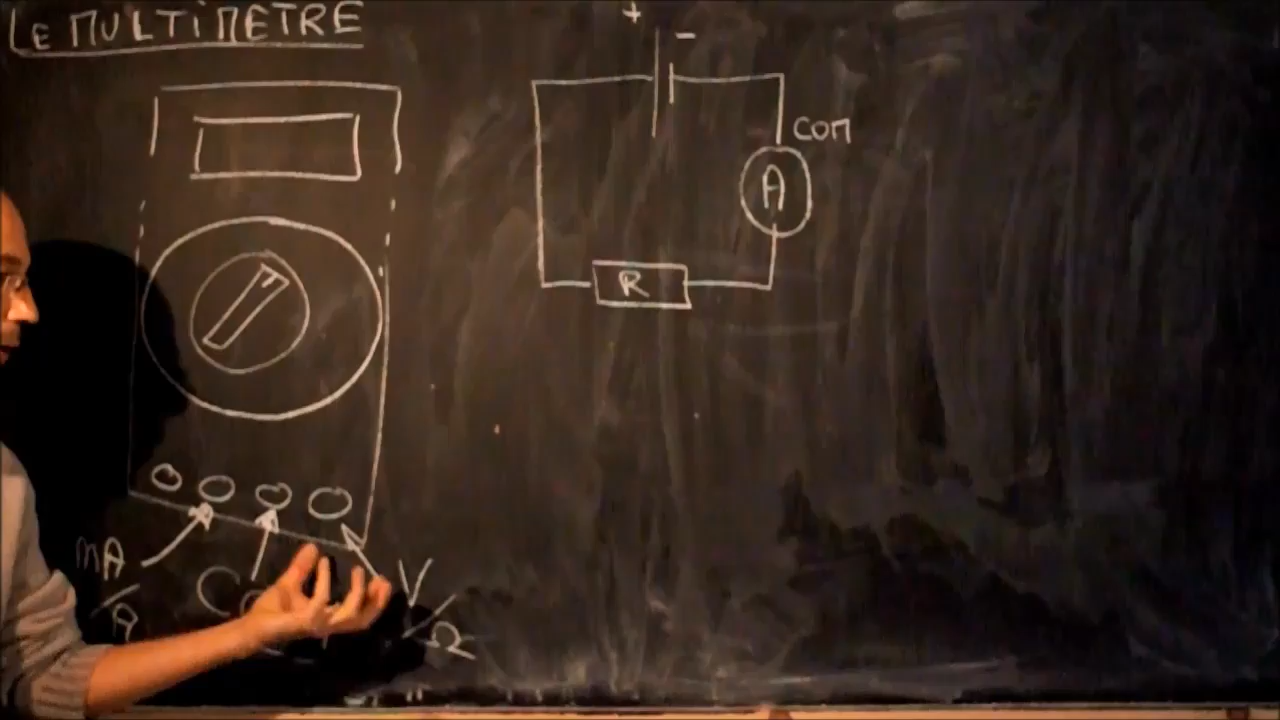 LE MULTIMETRE
+
-
COM
A
R
mA
/A
V
/Ω